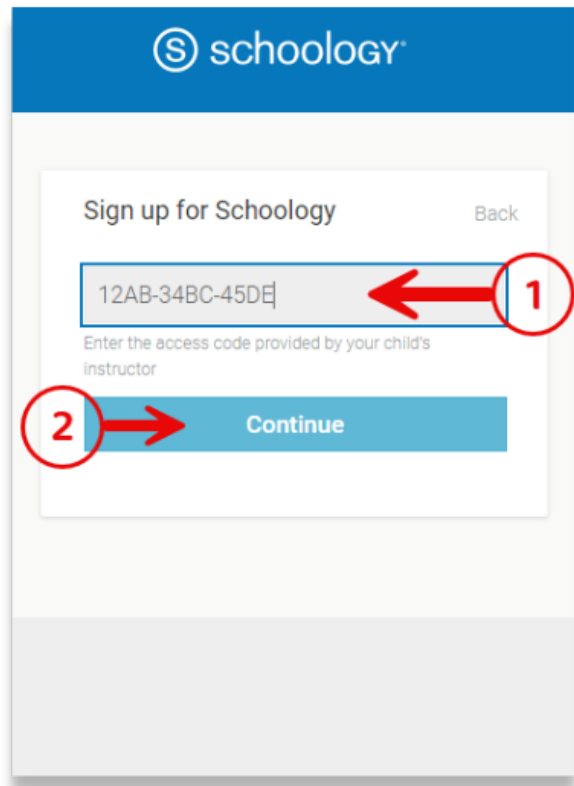 S schoology
Sign up for Schoology
Back
12AB-34BC-45DE
1
Enter the access code provided by your child's
instructor
2
Continue